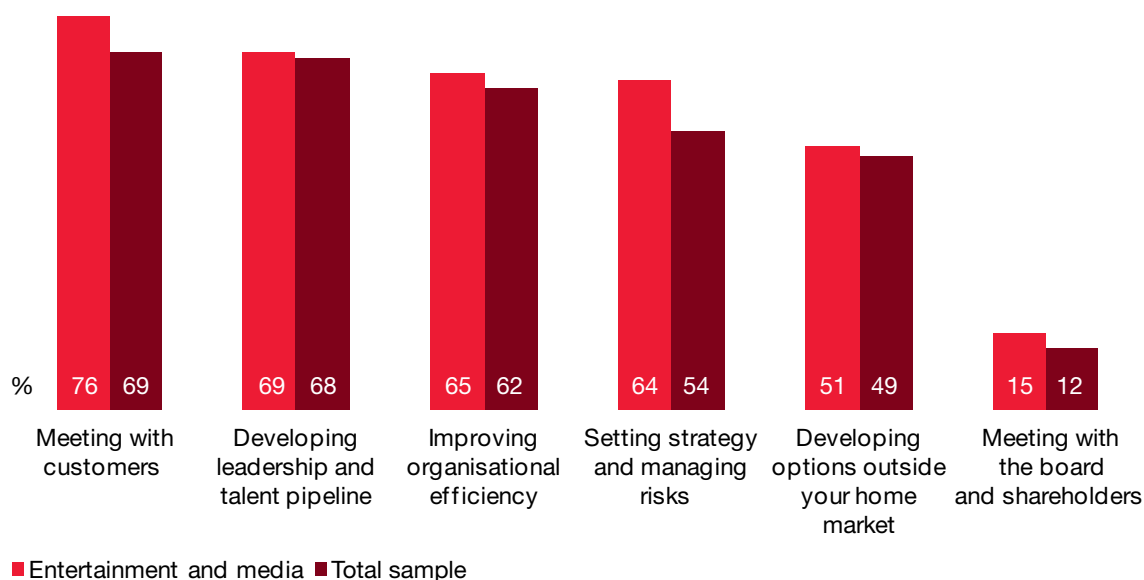 % 76 69 69 68 65 62 64 54 51 49 15 12
Meeting with
customers
Developing
leadership and
talent pipeline
Improving
organisational
efficiency
Setting strategy
and managing
risks
Developing
options outside
your home
market
Meeting with
the board
and shareholders
Entertainment and media Total sample